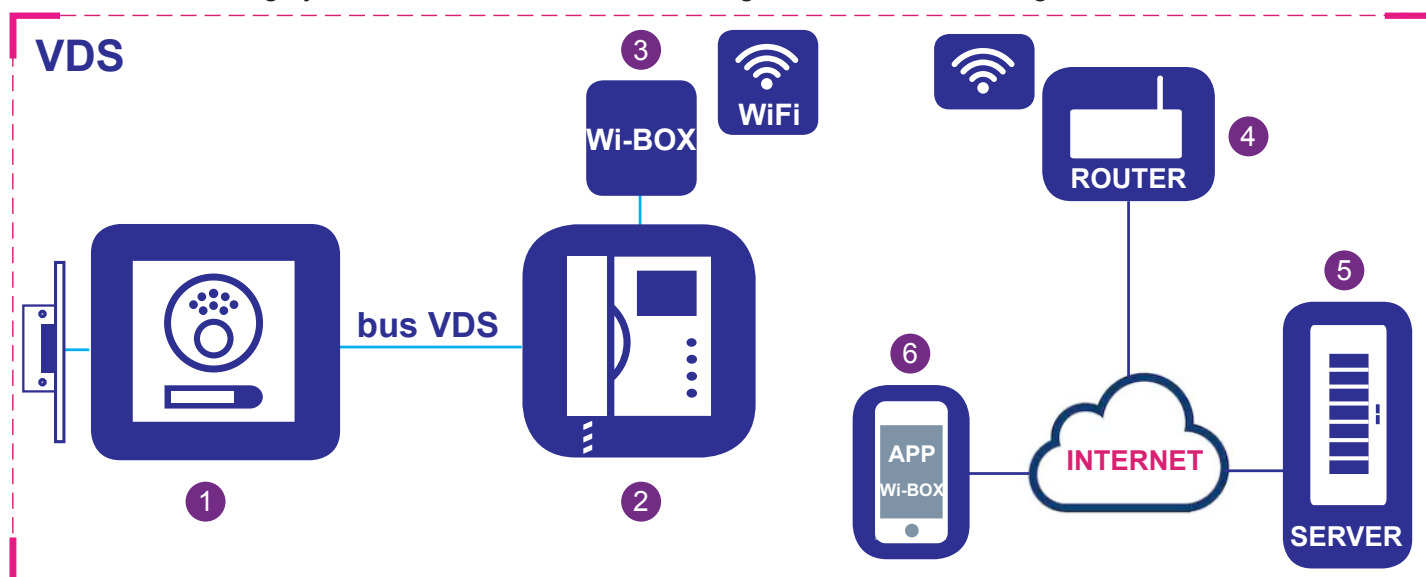 VDS
3
WiFi
Wi-BOX
4
ROUTER
bus VDS
5
6
APP
Wi-BOX
INTERNET
SERVER
1
2